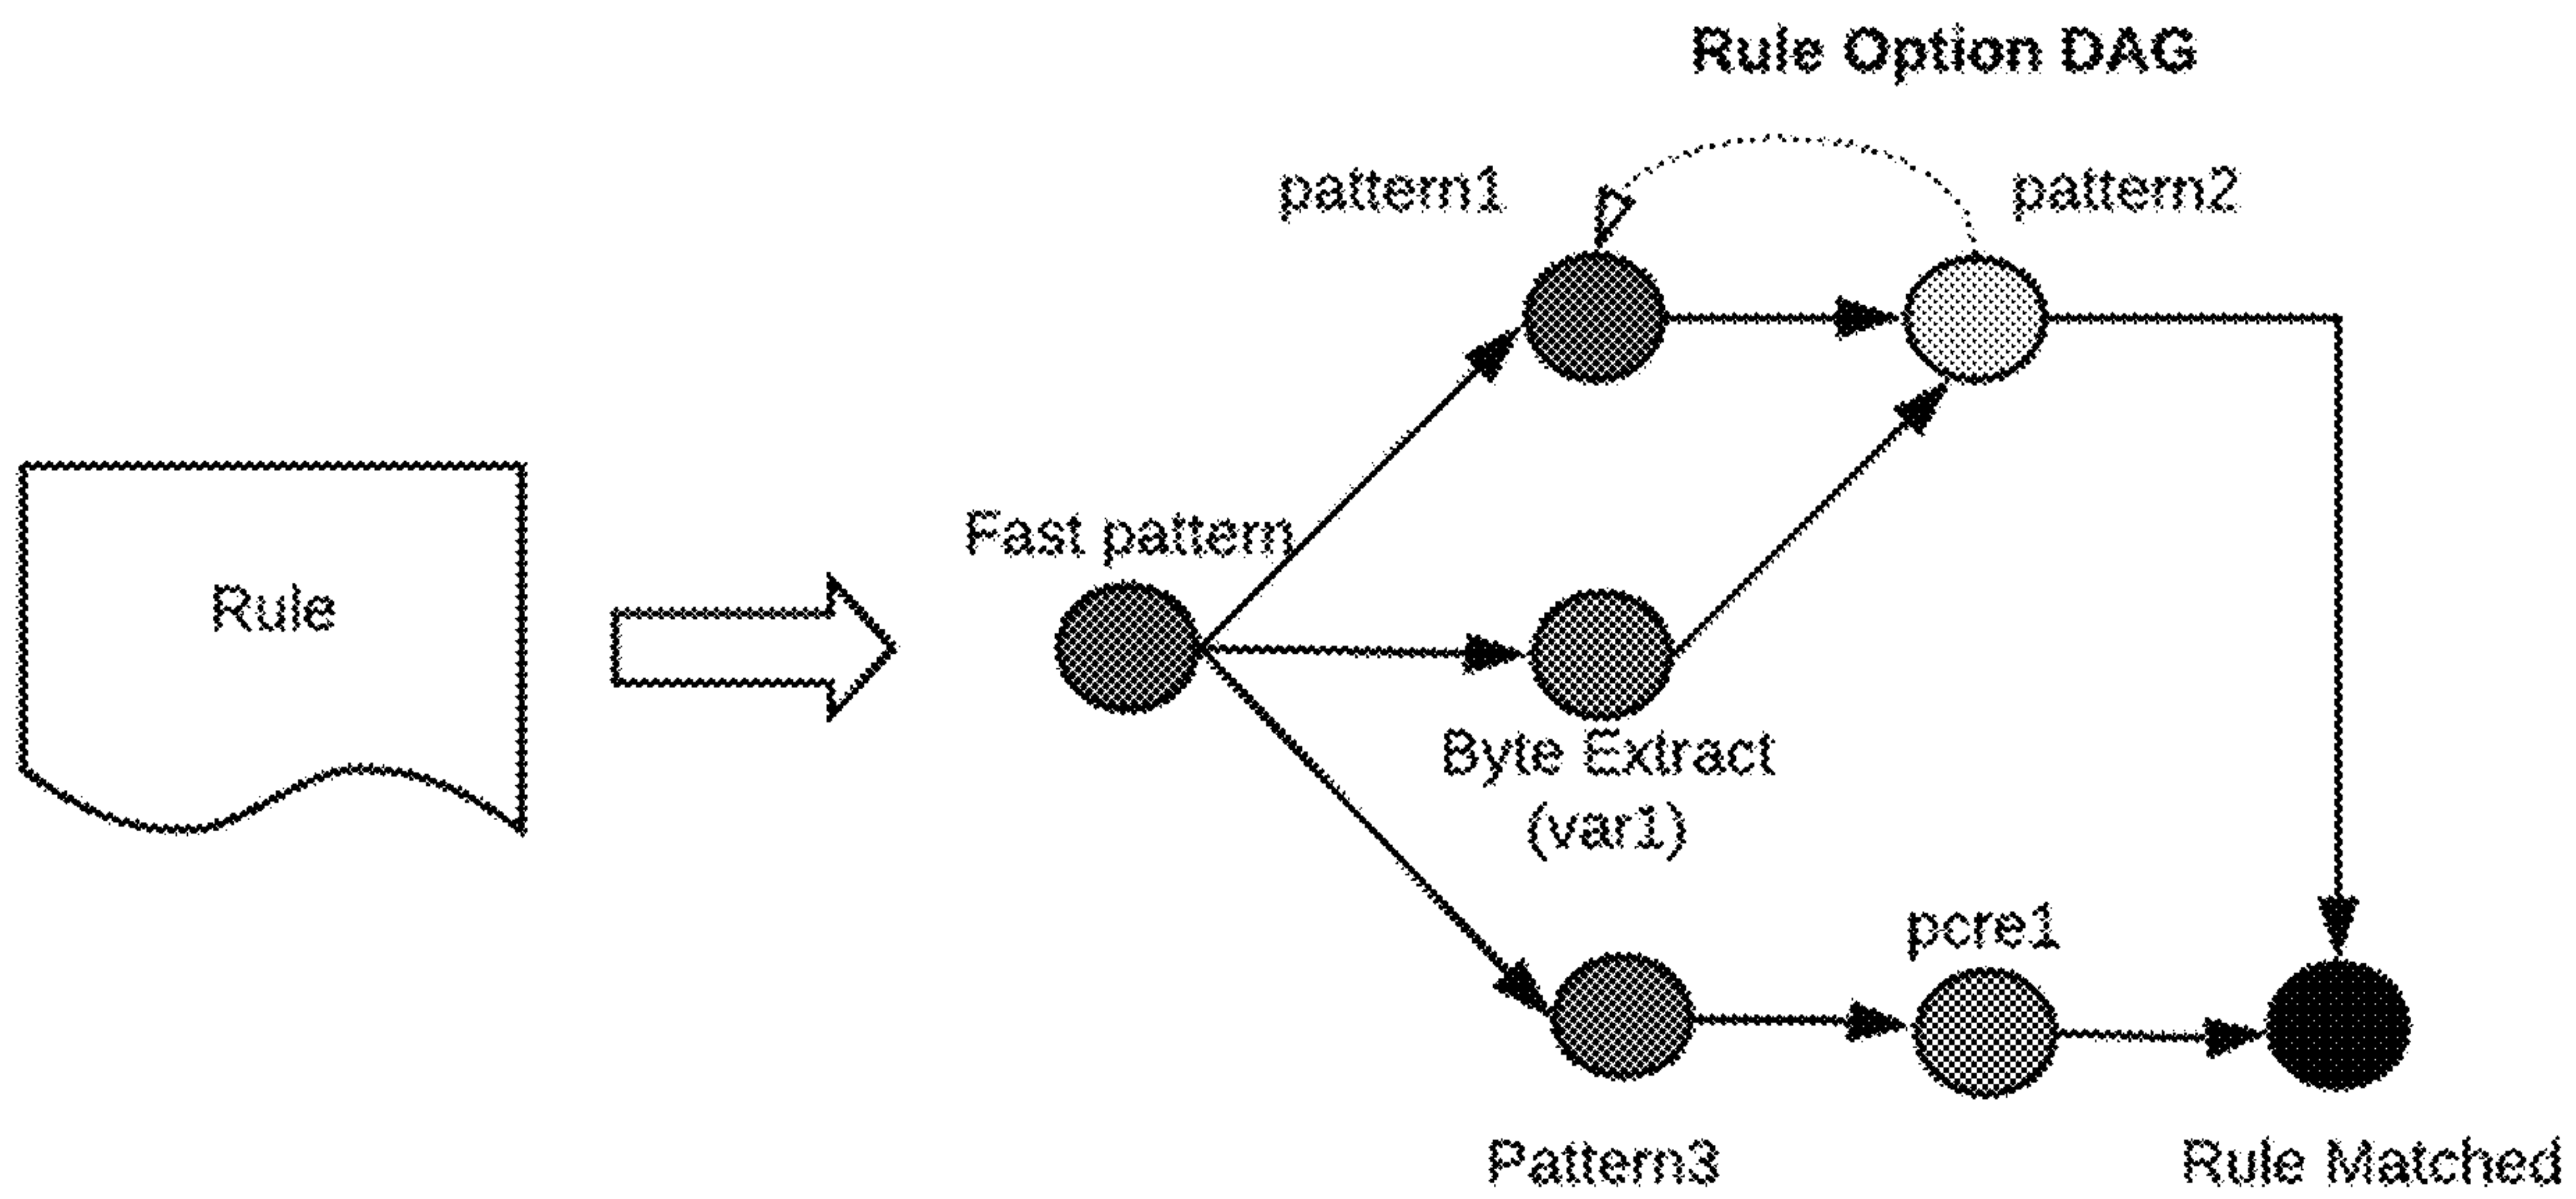 Rule Option DAG
pattern1
pattern2
Fast pattern
Rule
Byte Extract
(var1)
pcre1
Pattern3
Rule Matched